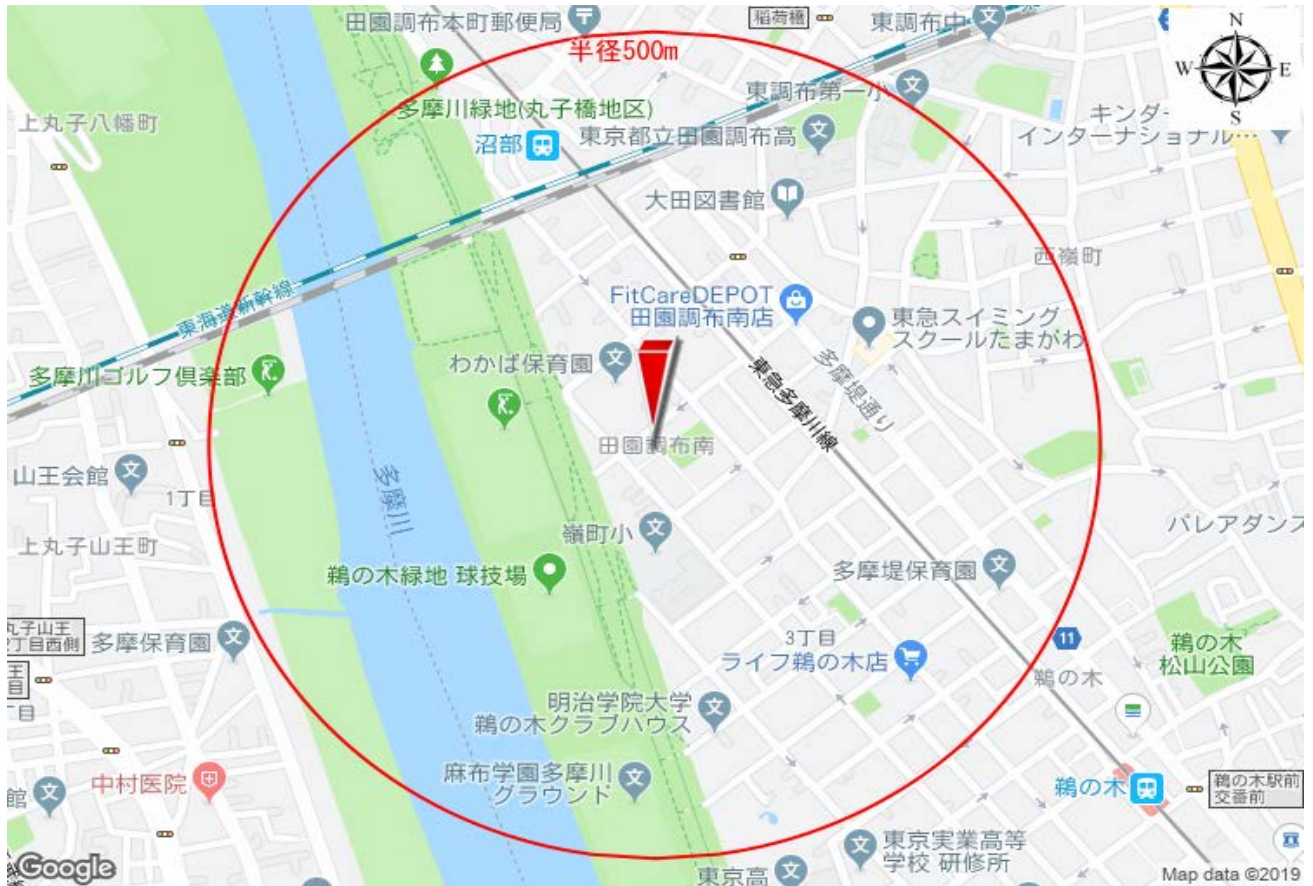 田園調布本町郵便局
稲荷橋
東調布中
N
W
E
S
半径500m
上丸子八幡町
多摩川緑地(丸子橋地区)
東調布第一小
キンダー
インターナショナル…
沼部
東京都立田園調布高
大田図書館
西嶺町
東海道新幹線
FitCareDEPOT
田園調布南店
東急スイミング
スクールたまがわ
わかば保育園
多摩川ゴルフ倶楽部
東急多摩川線
多摩堤通り
田園調布南
山王会館
1丁目
多摩川
上丸子山王町
嶺町小
パレアダンス
鵜の木緑地 球技場
多摩堤保育園
丸子山王
2丁目西側
多摩保育園
3丁目
ライフ鵜の木店
11
鵜の木
松山公園
鵜の木
王
目
丁目
明治学院大学
鵜の木クラブハウス
中村医院
麻布学園多摩川
グラウンド
鵜の木
鵜の木駅前
交番前
館
東京実業高等
学校 研修所
東京高
Google
Map data ©2019